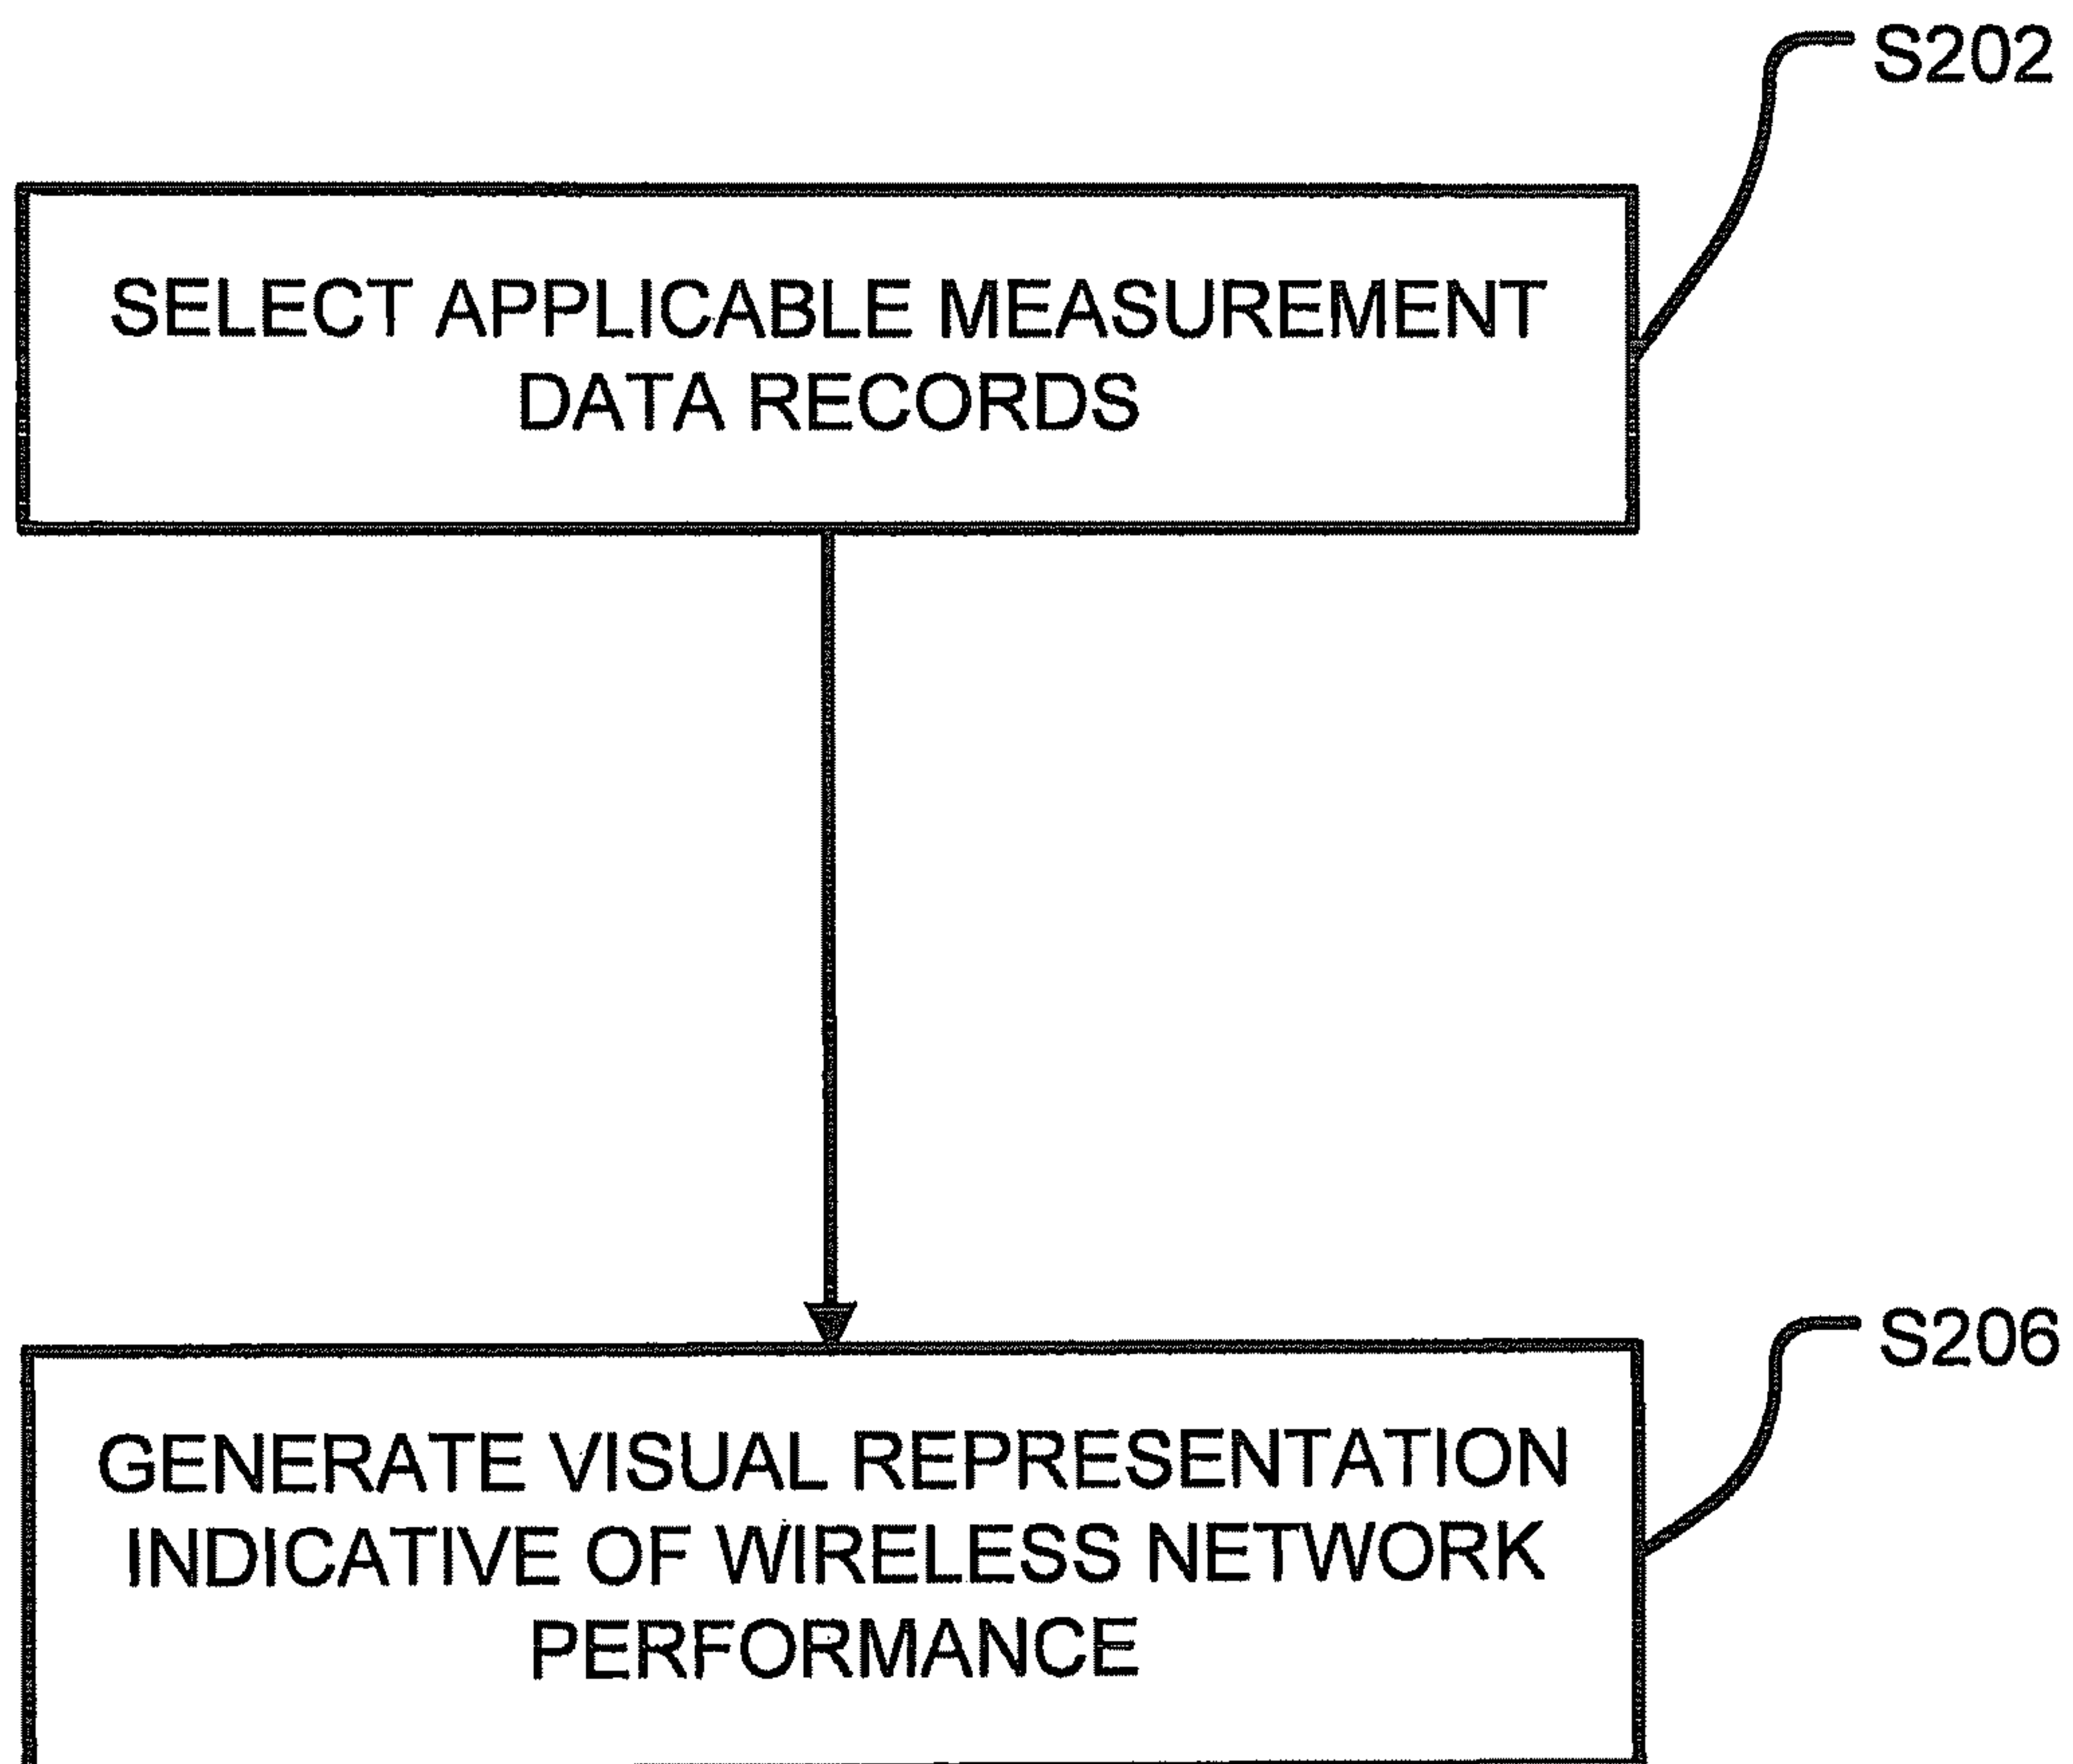 S202
SELECT APPLICABLE MEASUREMENT
DATA RECORDS
S206
GENERATE VISUAL REPRESENTATION
INDICATIVE OF WIRELESS NETWORK
PERFORMANCE